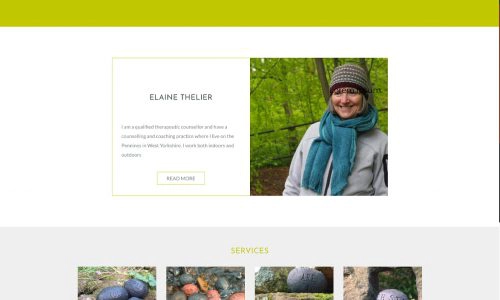 ELAINE THELIER
I am a qualified therapeutic counsellor and have a
counselling and coaching practice where I live on the
Pennines in West Yorkshire. I work both indoors and
outdoors.
READ MORE
SERVICES